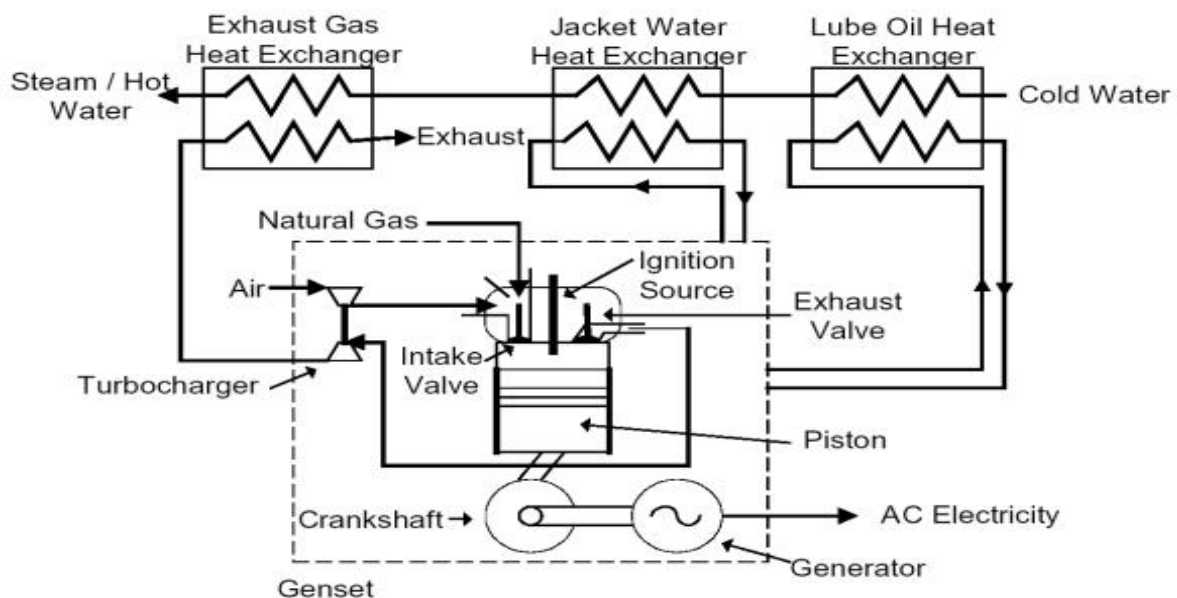 Exhaust Gas
Heat Exchanger
Jacket Water
Heat Exchanger
Lube Oil Heat
Exchanger
Steam / Hot
Water
Cold Water
Exhaust
Natural Gas
Ignition
Source
Air
Exhaust
Valve
Intake
Valve
Turbocharger
Piston
Crankshaft
AC Electricity
Generator
Genset